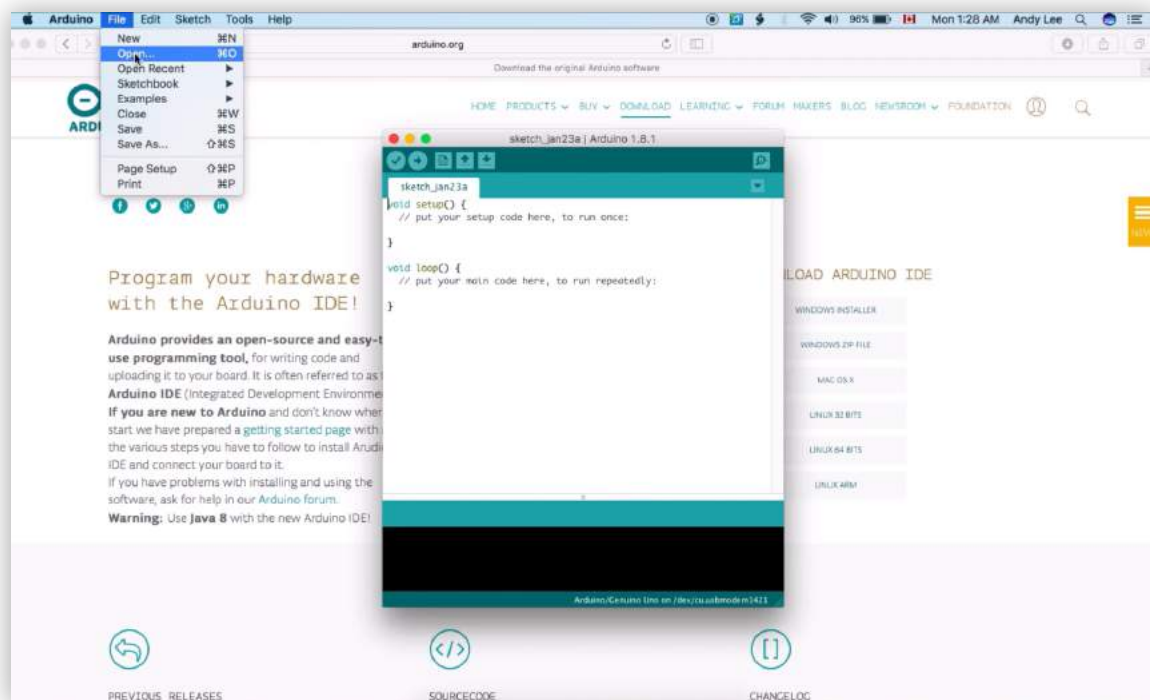 Arduino File Edit Sketch Tools Help 96% Mon 1:28 AM Andy Lee
New ⌘N
Open... ⌘O
Open Recent
Sketchbook
Examples
Close ⌘W
Save ⌘S
Save As... ⇧⌘S
Page Setup ⇧⌘P
Print ⌘P
arduino.org
Download the original Arduino software
ARD
HOME PRODUCTS BUY DOWNLOAD LEARNING FORUM MAKERS BLOG NEWSROOM FOUNDATION
sketch_jan23a | Arduino 1.8.1
sketch_jan23a
void setup() {
// put your setup code here, to run once:
}
void loop() {
// put your main code here, to run repeatedly:
}
Arduino/Genuino Uno on /dev/cu.usbmodem1421
Program your hardware
with the Arduino IDE!
Arduino provides an open-source and easy-t
use programming tool, for writing code and
uploading it to your board. It is often referred to as
Arduino IDE (Integrated Development Environme
If you are new to Arduino and don't know wher
start we have prepared a getting started page with
the various steps you have to follow to install Arudi
IDE and connect your board to it.
If you have problems with installing and using the
software, ask for help in our Arduino forum.
Warning: Use Java 8 with the new Arduino IDE!
LOAD ARDUINO IDE
WINDOWS INSTALLER
WINDOWS ZIP FILE
MAC OS X
LINUX 32 BITS
LINUX 64 BITS
LINUX ARM
PREVIOUS RELEASES
SOURCECODE
CHANGELOG